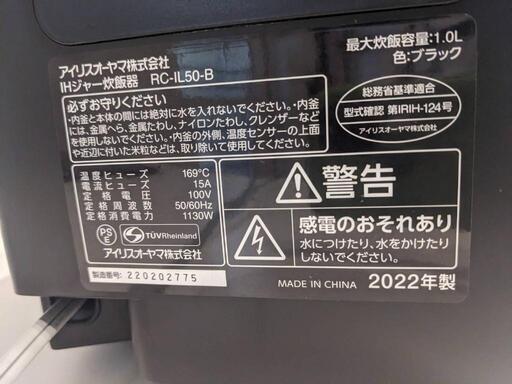 アイリスオーヤマ株式会社
IHジャー炊飯器 RC-IL50-B
最大炊飯容量:1.0L
色:ブラック
必ずお守りください
・内釜と本体の間には絶対に水を入れないでください。・内釜
には、金属へら、金属たわし、ナイロンたわし、クレンザーなど
を使用しないでください。・内釜の外側、温度センサーの上面
や近辺に付いた米粒などは、取り除いて使用してください。
総務省基準適合
型式確認 第IRIH-124号
アイリスオーヤマ株式会社
温度ヒューズ 169℃
電流ヒューズ 15A
定格電圧 100V
定格周波数 50/60Hz
定格消費電力 1130W
PS
E
TÜVRheinland
アイリスオーヤマ株式会社
製造番号: 220202775
警告
感電のおそれあり
水につけたり、水をかけたり
しないでください。
MADE IN CHINA 2022年製